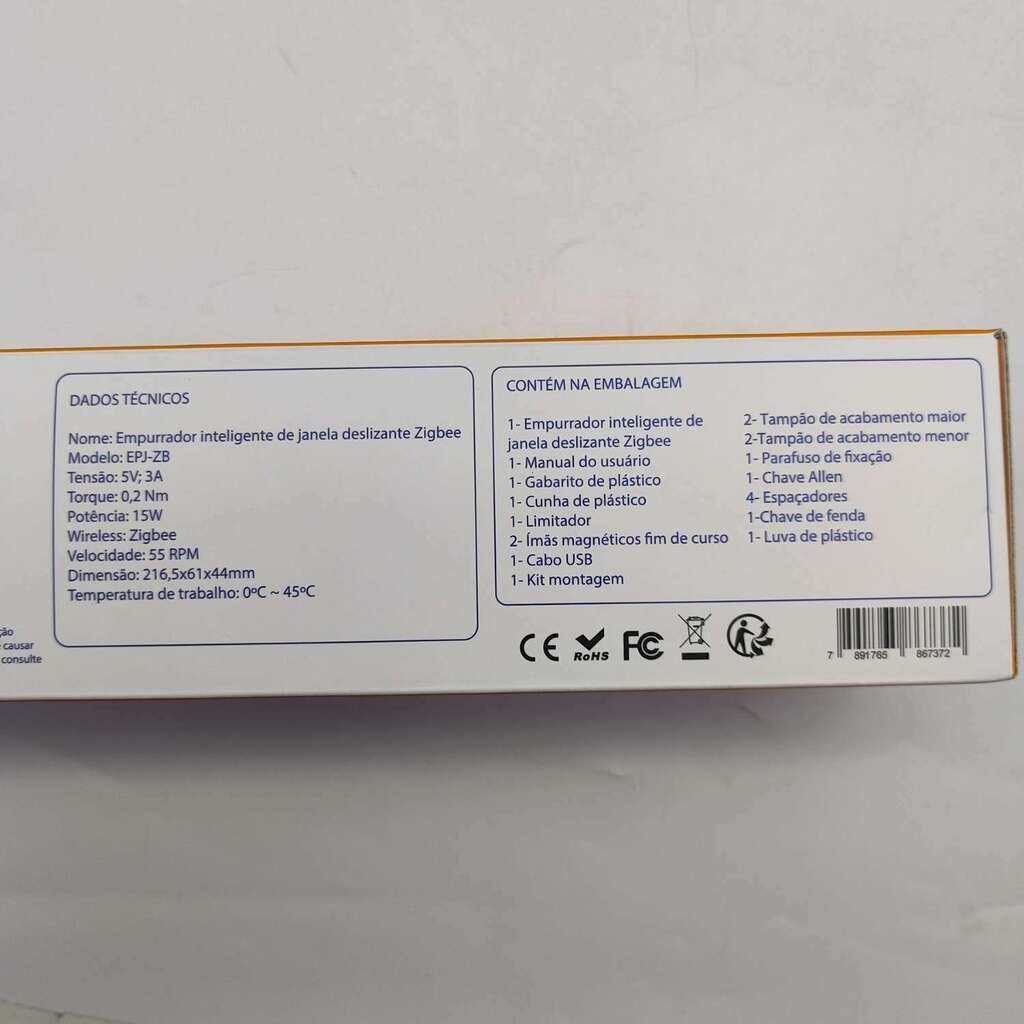 DADOS TÉCNICOS
Nome: Empurrador inteligente de janela deslizante Zigbee
Modelo: EPJ-ZB
Tensão: 5V; 3A
Torque: 0,2 Nm
Potência: 15W
Wireless: Zigbee
Velocidade: 55 RPM
Dimensão: 216,5x61x44mm
Temperatura de trabalho: 0ºC ~ 45ºC
ção
causar
consulte
CONTÉM NA EMBALAGEM
1- Empurrador inteligente de
janela deslizante Zigbee
1- Manual do usuário
1- Gabarito de plástico
1- Cunha de plástico
1- Limitador
2- Ímãs magnéticos fim de curso
1- Cabo USB
1- Kit montagem
2- Tampão de acabamento maior
2-Tampão de acabamento menor
1- Parafuso de fixação
1- Chave Allen
4- Espaçadores
1-Chave de fenda
1- Luva de plástico
CE RoHS FC
7 891765 867372